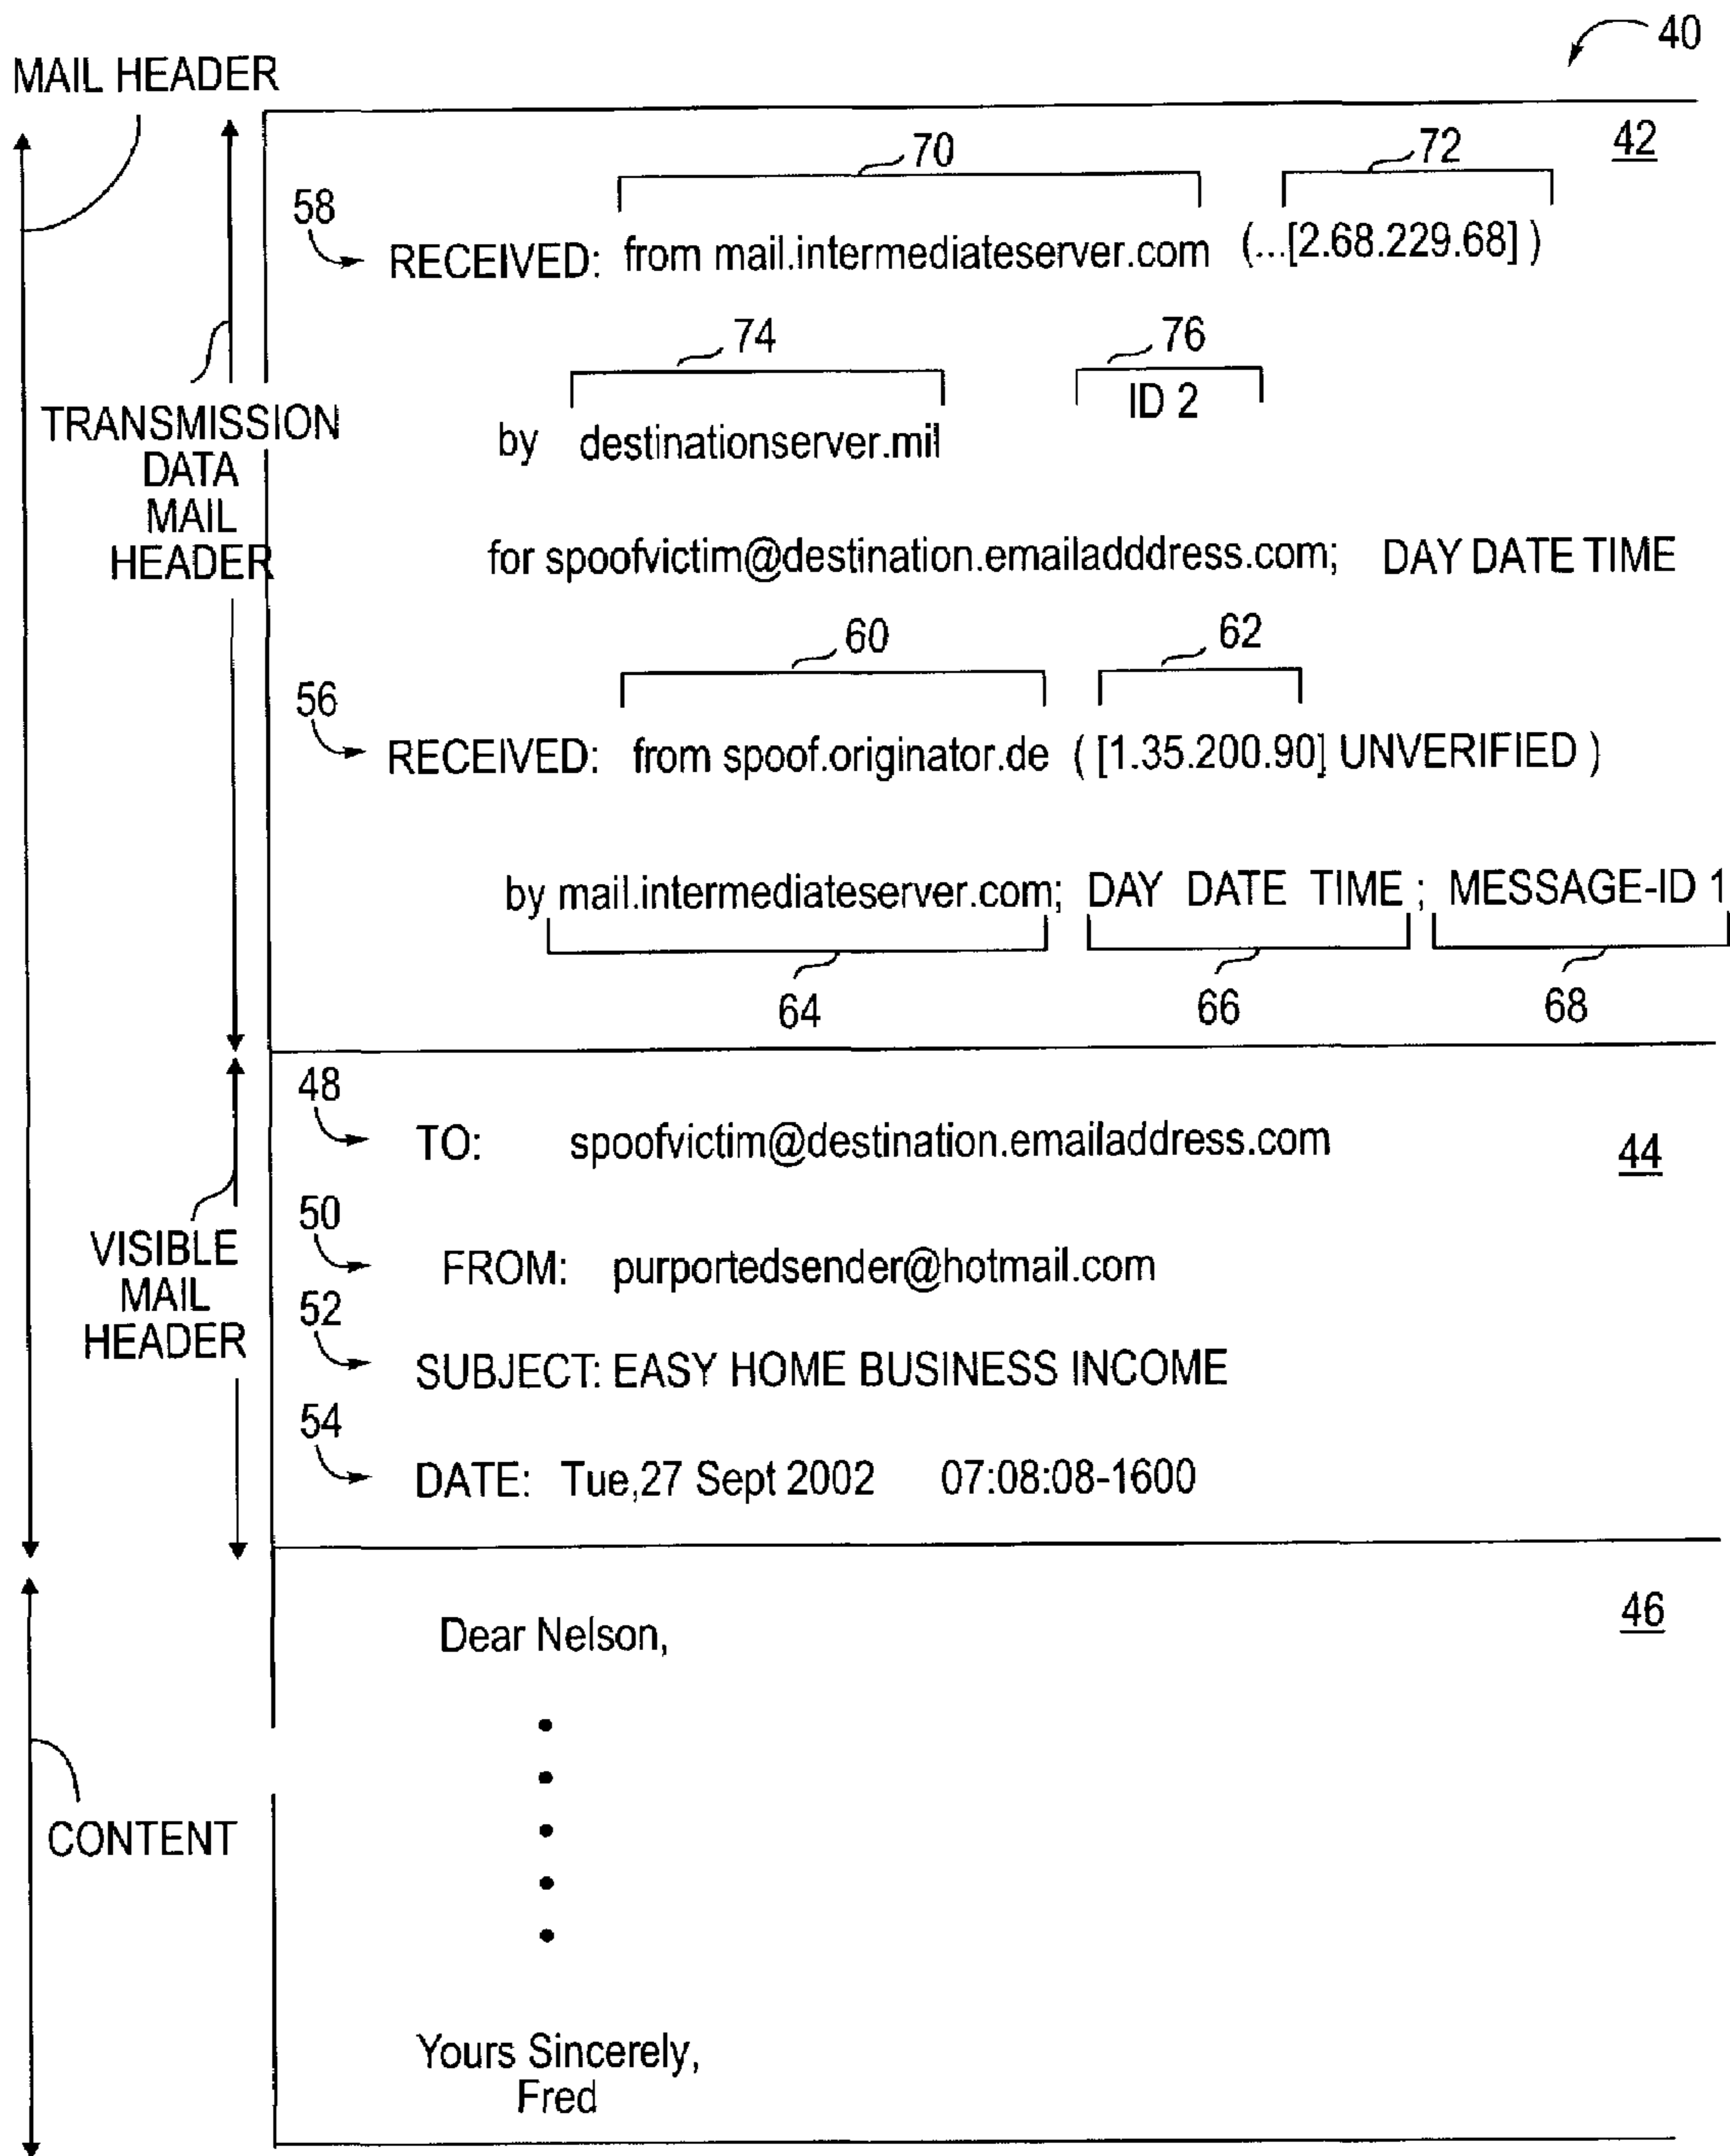 40
MAIL HEADER
42
70
72
58
RECEIVED: from mail.intermediateserver.com (...[2.68.229.68] )
74
76
ID 2
by destinationserver.mil
TRANSMISSION
DATA
MAIL
HEADER
for spoofvictim@destination.emailadddress.com; DAY DATE TIME
60
62
56
RECEIVED: from spoof.originator.de ( [1.35.200.90] UNVERIFIED )
by mail.intermediateserver.com; DAY DATE TIME ; MESSAGE-ID 1
64
66
68
48
TO: spoofvictim@destination.emailaddress.com
44
50
FROM: purportedsender@hotmail.com
VISIBLE
MAIL
HEADER
52
SUBJECT: EASY HOME BUSINESS INCOME
54
DATE: Tue,27 Sept 2002 07:08:08-1600
46
Dear Nelson,
CONTENT
Yours Sincerely,
Fred